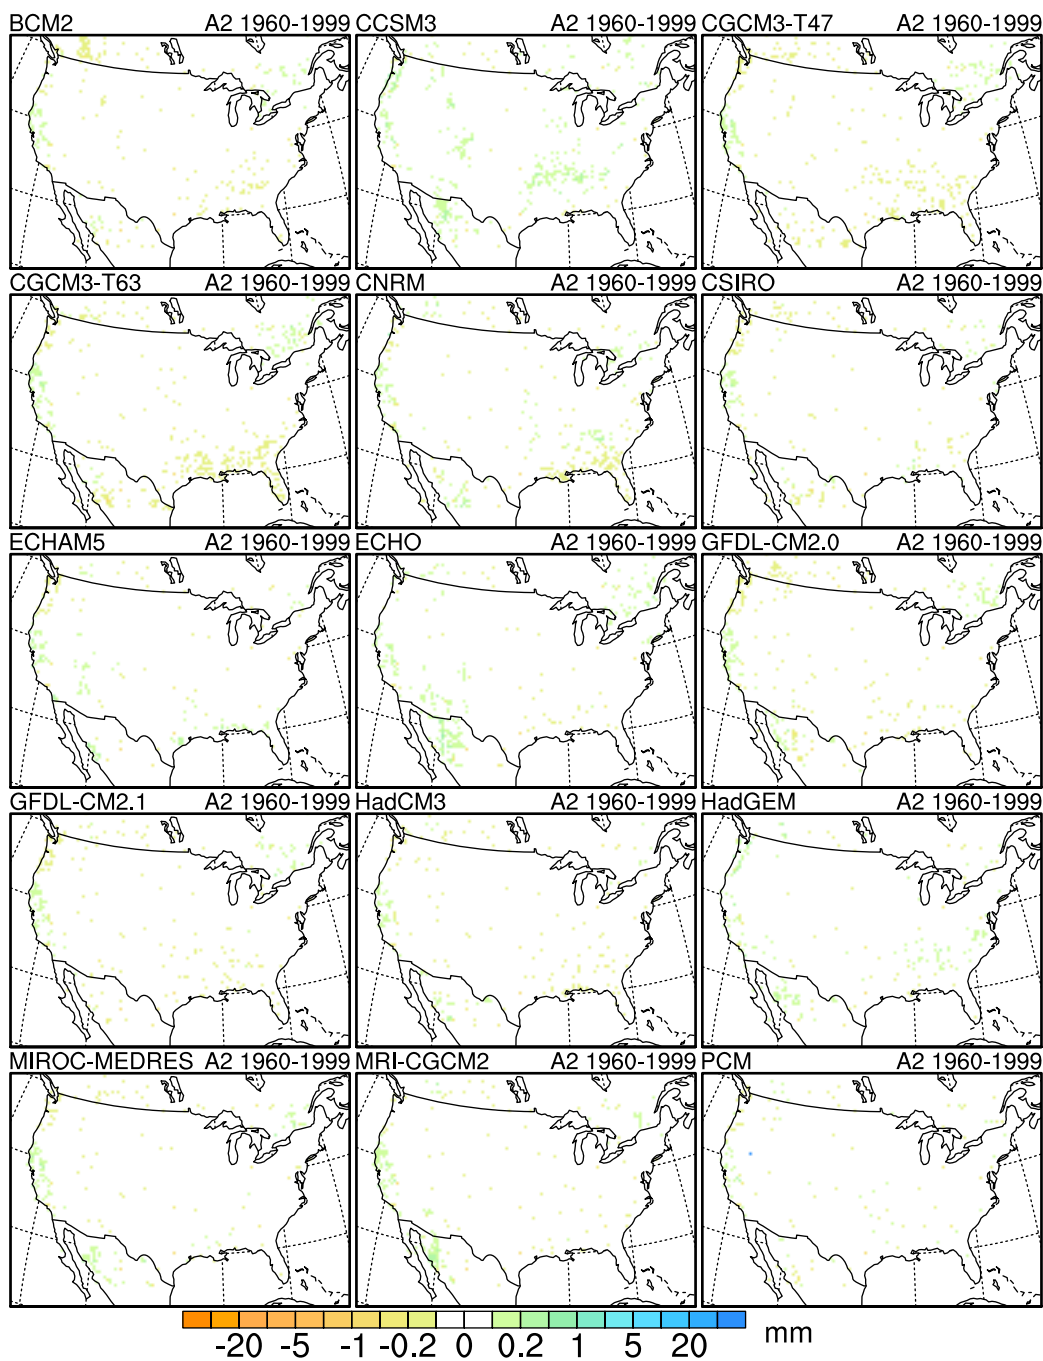 BCM2 A2 1960-1999 CCSM3 A2 1960-1999 CGCM3-T47 A2 1960-1999
CGCM3-T63 A2 1960-1999 CNRM A2 1960-1999 CSIRO A2 1960-1999
ECHAM5 A2 1960-1999 ECHO A2 1960-1999 GFDL-CM2.0 A2 1960-1999
GFDL-CM2.1 A2 1960-1999 HadCM3 A2 1960-1999 HadGEM A2 1960-1999
MIROC-MEDRES A2 1960-1999 MRI-CGCM2 A2 1960-1999 PCM A2 1960-1999
-20 -5 -1 -0.2 0 0.2 1 5 20 mm